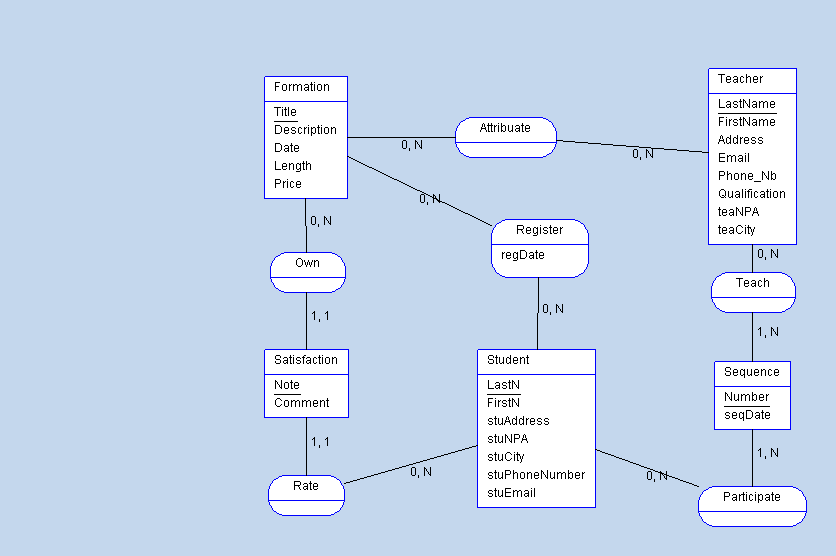 Formation
Title
Description
Date
Length
Price
0, N
Attribuate
0, N
Teacher
LastName
FirstName
Address
Email
Phone_Nb
Qualification
teaNPA
teaCity
0, N
Register
regDate
0, N
0, N
Own
1, 1
0, N
Teach
1, N
Satisfaction
Note
Comment
1, 1
Rate
0, N
Student
LastN
FirstN
stuAddress
stuNPA
stuCity
stuPhoneNumber
stuEmail
0, N
Sequence
Number
seqDate
1, N
Participate